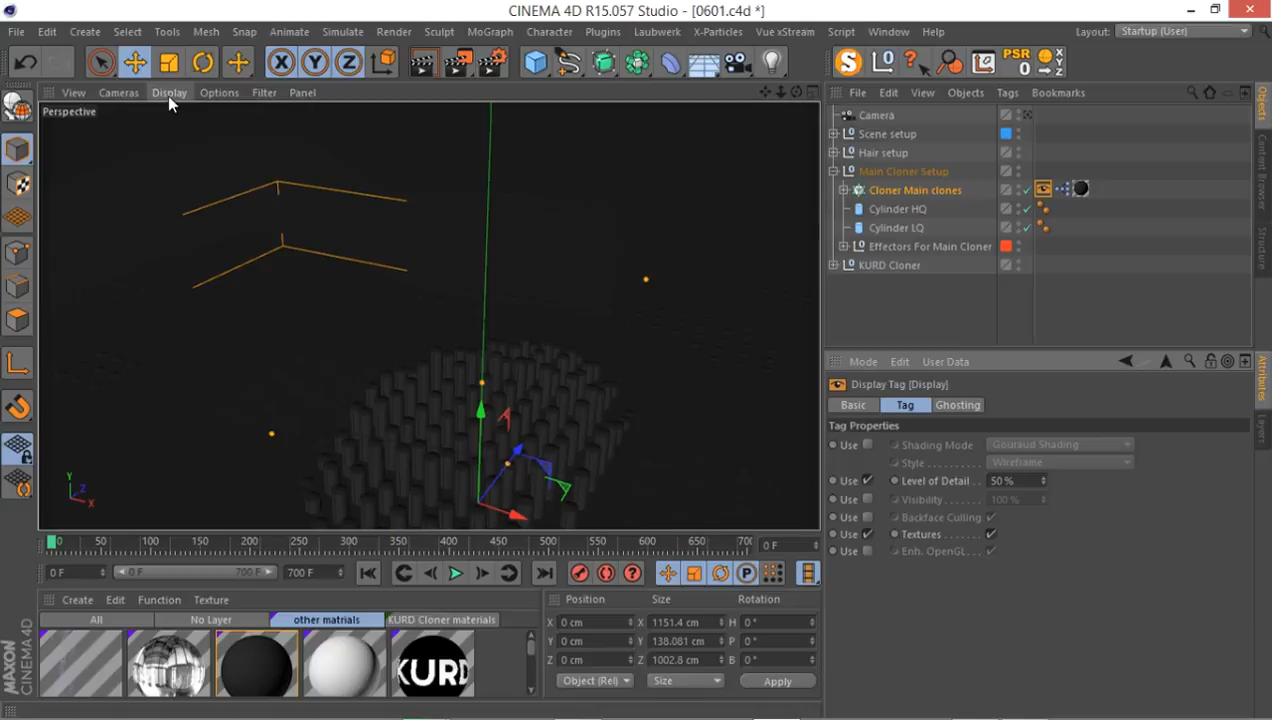 CINEMA 4D R15.057 Studio - [0601.c4d *]
File Edit Create Select Tools Mesh Snap Animate Simulate Render Sculpt MoGraph Character Plugins Laubwerk X-Particles Vue xStream Script Window Help Layout: Startup (User)
X Y Z S PSR 0
View Cameras Display Options Filter Panel
File Edit View Objects Tags Bookmarks
Perspective
Camera
Scene setup
Hair setup
Main Cloner Setup
Cloner Main clones
Cylinder HQ
Cylinder LQ
Effectors For Main Cloner
KURD Cloner
Objects
Content Browser
Structure
Mode Edit User Data
Display Tag [Display]
Basic Tag Ghosting
Tag Properties
Use Shading Mode Gouraud Shading
Style Wireframe
Use Level of Detail 50 %
Use Visibility 100 %
Use Backface Culling
Use Textures
Use Enh. OpenGL
Attributes
Layers
Y Z X
0 50 100 150 200 250 300 350 400 450 500 550 600 650 700 0 F
0 F 0 F 700 F 700 F P
Create Edit Function Texture
All No Layer other matrials KURD Cloner materials
KURD
Position Size Rotation
X 0 cm X 1151.4 cm H 0 °
Y 0 cm Y 138.081 cm P 0 °
Z 0 cm Z 1002.8 cm B 0 °
Object (Rel) Size Apply
MAXON CINEMA 4D